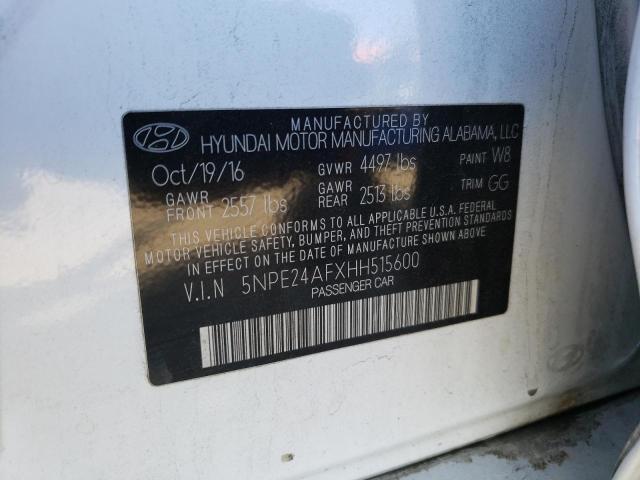 MANUFACTURED BY
HYUNDAI MOTOR MANUFACTURING ALABAMA, LLC
Oct/19/16 GVWR 4497 lbs PAINT W8
GAWR FRONT 2557 lbs GAWR REAR 2513 lbs TRIM GG
THIS VEHICLE CONFORMS TO ALL APPLICABLE U.S.A. FEDERAL
MOTOR VEHICLE SAFETY, BUMPER, AND THEFT PREVENTION STANDARDS
IN EFFECT ON THE DATE OF MANUFACTURE SHOWN ABOVE.
V.I.N 5NPE24AFXHH515600
PASSENGER CAR